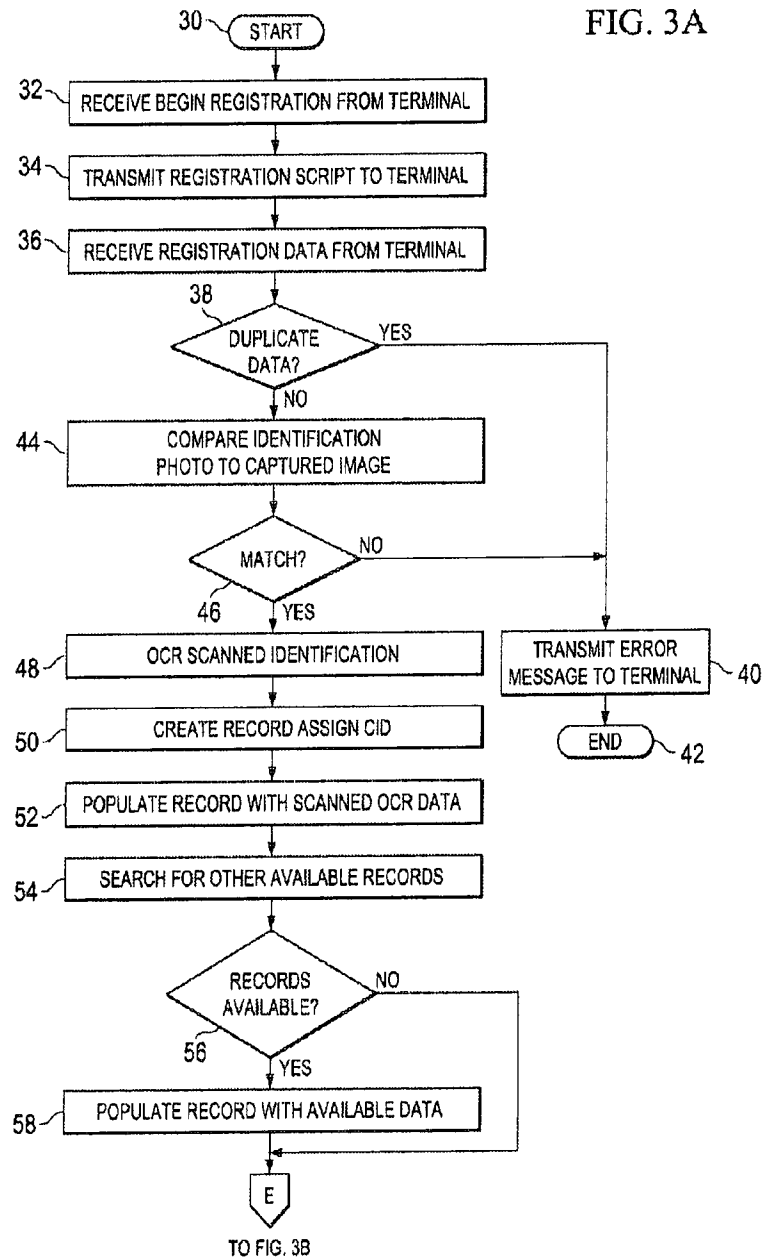 FIG. 3A
30
START
32
RECEIVE BEGIN REGISTRATION FROM TERMINAL
34
TRANSMIT REGISTRATION SCRIPT TO TERMINAL
36
RECEIVE REGISTRATION DATA FROM TERMINAL
38
DUPLICATE
DATA?
YES
NO
44
COMPARE IDENTIFICATION
PHOTO TO CAPTURED IMAGE
MATCH?
NO
46
YES
48
OCR SCANNED IDENTIFICATION
TRANSMIT ERROR
MESSAGE TO TERMINAL
40
50
CREATE RECORD ASSIGN CID
END
42
52
POPULATE RECORD WITH SCANNED OCR DATA
54
SEARCH FOR OTHER AVAILABLE RECORDS
RECORDS
AVAILABLE?
NO
56
YES
58
POPULATE RECORD WITH AVAILABLE DATA
E
TO FIG. 3B